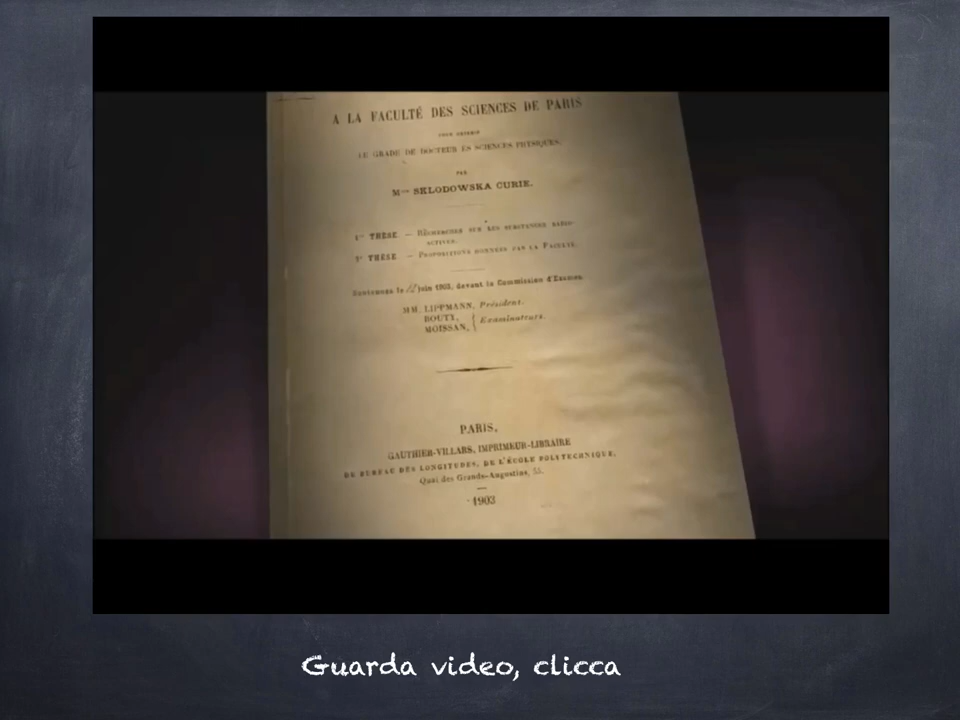 A LA FACULTÉ DES SCIENCES DE PARIS
POUR OBTENIR
LE GRADE DE DOCTEUR ÈS SCIENCES PHYSIQUES,
PAR
Mme SKLODOWSKA CURIE.
1re THÈSE. — RECHERCHES SUR LES SUBSTANCES RADIO-
ACTIVES.
2e THÈSE. — PROPOSITIONS DONNÉES PAR LA FACULTÉ.
Soutenues le juin 1903, devant la Commission d'Examen
MM. LIPPMANN, Président.
BOUTY,
MOISSAN, } Examinateurs.
PARIS,
GAUTHIER-VILLARS, IMPRIMEUR-LIBRAIRE
DU BUREAU DES LONGITUDES, DE L'ÉCOLE POLYTECHNIQUE,
Quai des Grands-Augustins, 55.
1903
Guarda video, clicca